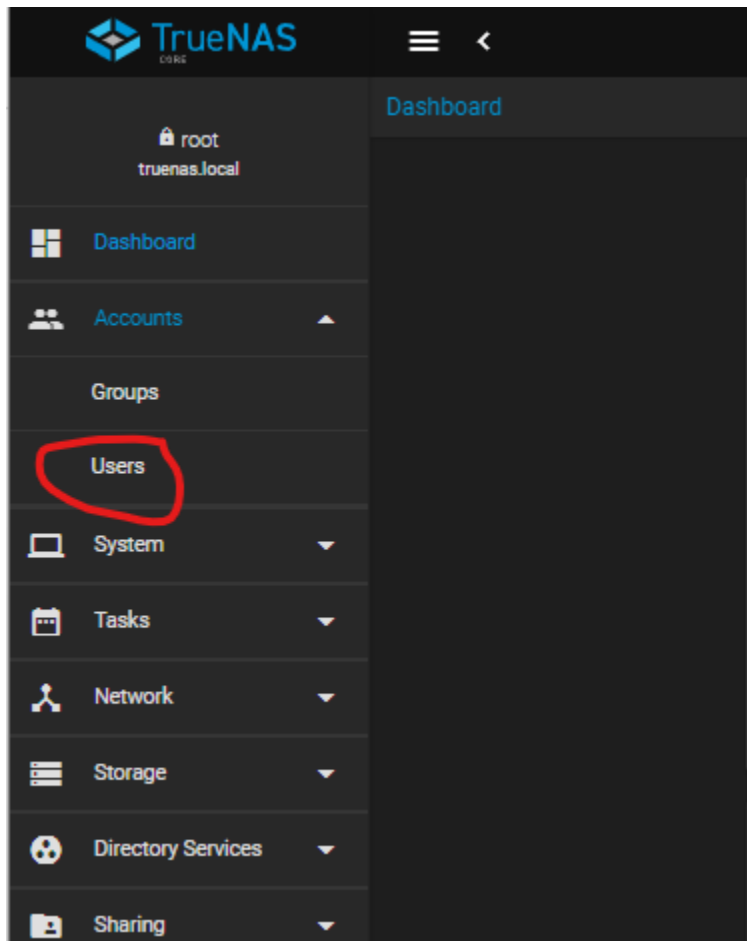 TrueNAS
CORE
Dashboard
root
truenas.local
Dashboard
Accounts
Groups
Users
System
Tasks
Network
Storage
Directory Services
Sharing